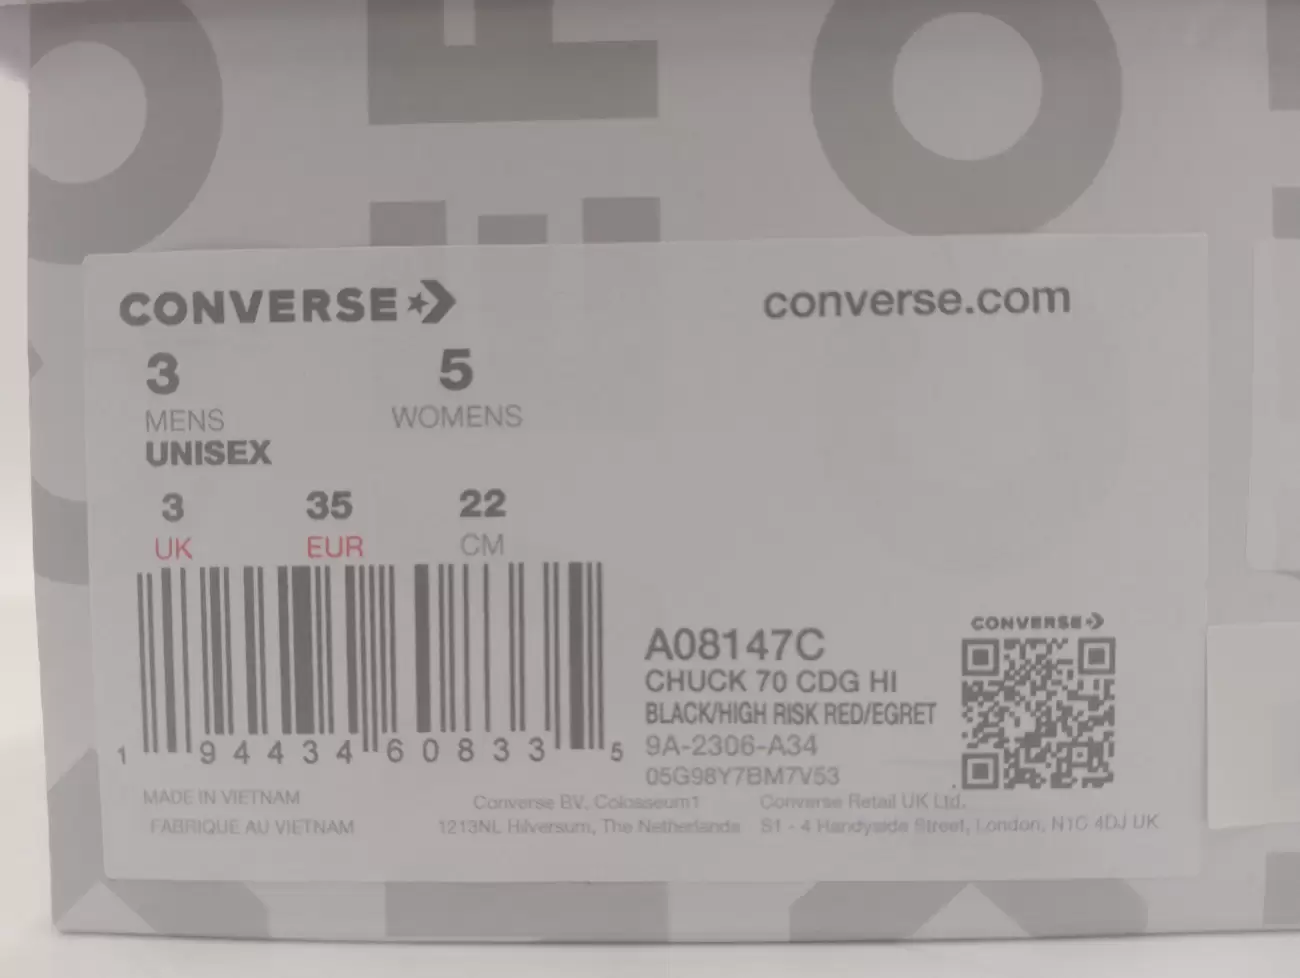 CONVERSE
converse.com
3 5
MENS WOMENS
UNISEX
3 35 22
UK EUR CM
1 94434 60833 5
A08147C
CHUCK 70 CDG HI
BLACK/HIGH RISK RED/EGRET
9A-2306-A34
05G98Y7BM7V53
CONVERSE
MADE IN VIETNAM
FABRIQUE AU VIETNAM
Converse BV, Colosseum1
1213NL Hilversum, The Netherlands
Converse Retail UK Ltd.
S1 - 4 Handyside Street, London, N1C 4DJ UK